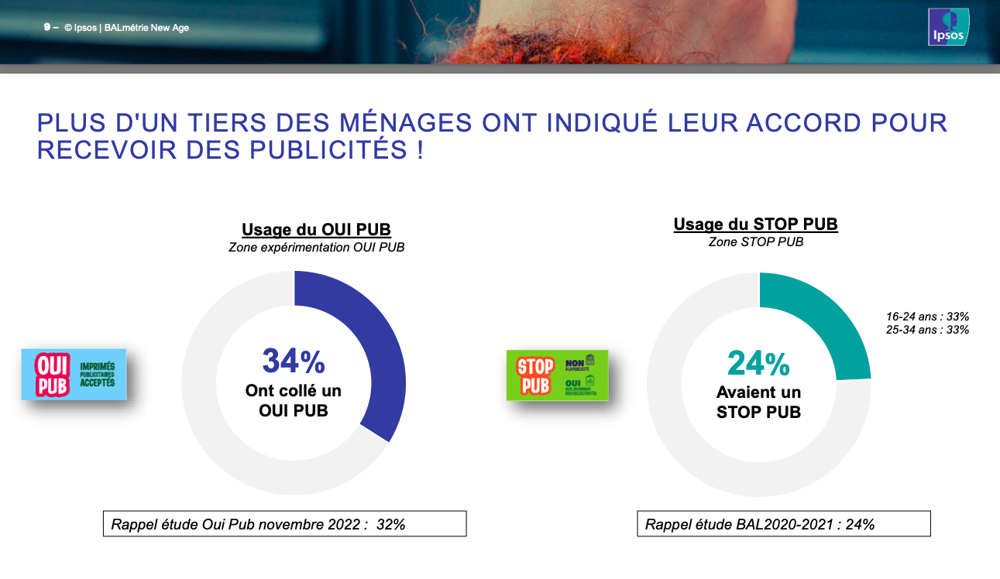 9 – © Ipsos | BALmétrie New Age
Ipsos
PLUS D'UN TIERS DES MÉNAGES ONT INDIQUÉ LEUR ACCORD POUR
RECEVOIR DES PUBLICITÉS !
Usage du OUI PUB
Zone expérimentation OUI PUB
34%
Ont collé un
OUI PUB
OUI
PUB
IMPRIMÉS
PUBLICITAIRES
ACCEPTÉS
Rappel étude Oui Pub novembre 2022 : 32%
Usage du STOP PUB
Zone STOP PUB
16-24 ans : 33%
25-34 ans : 33%
24%
Avaient un
STOP PUB
STOP
PUB
NON
À LA PUBLICITÉ
OUI
AUX JOURNAUX
DES COLLECTIVITÉS
Rappel étude BAL2020-2021 : 24%